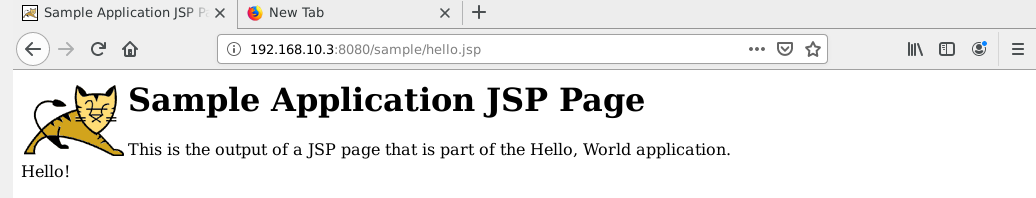 Sample Application JSP P
New Tab
192.168.10.3:8080/sample/hello.jsp
Sample Application JSP Page
This is the output of a JSP page that is part of the Hello, World application.
Hello!